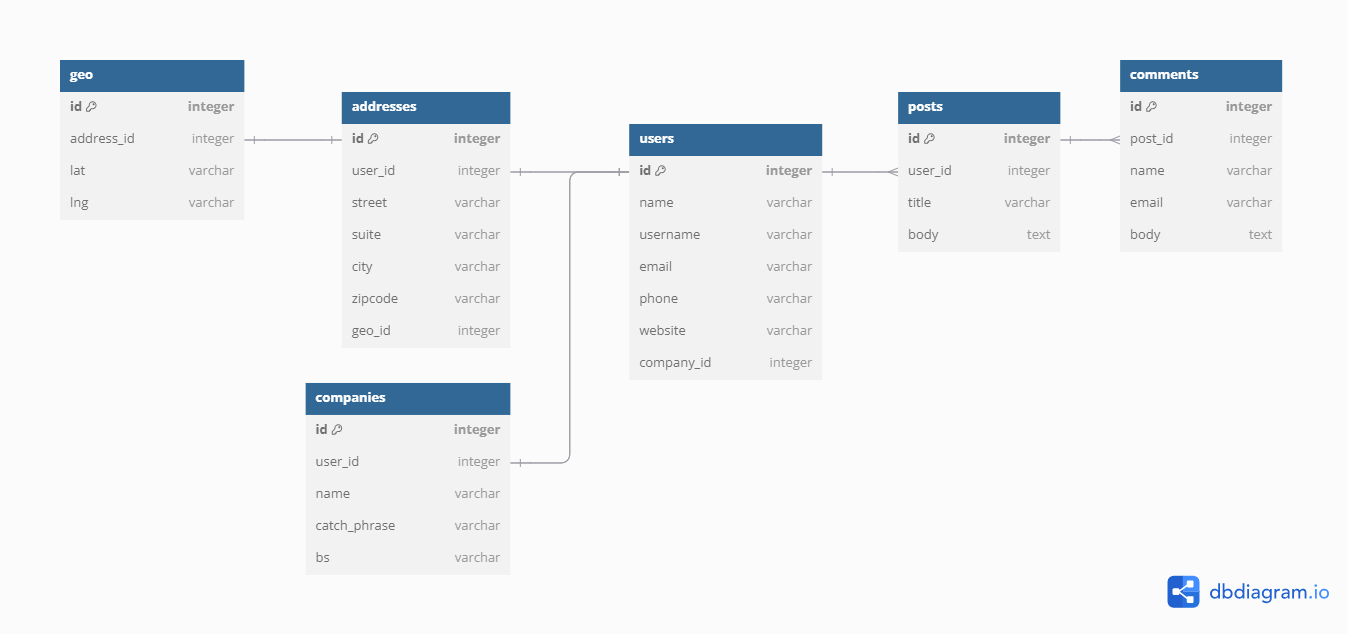 geo
id integer
address_id integer
lat varchar
lng varchar
addresses
id integer
user_id integer
street varchar
suite varchar
city varchar
zipcode varchar
geo_id integer
companies
id integer
user_id integer
name varchar
catch_phrase varchar
bs varchar
users
id integer
name varchar
username varchar
email varchar
phone varchar
website varchar
company_id integer
posts
id integer
user_id integer
title varchar
body text
comments
id integer
post_id integer
name varchar
email varchar
body text
dbdiagram.io